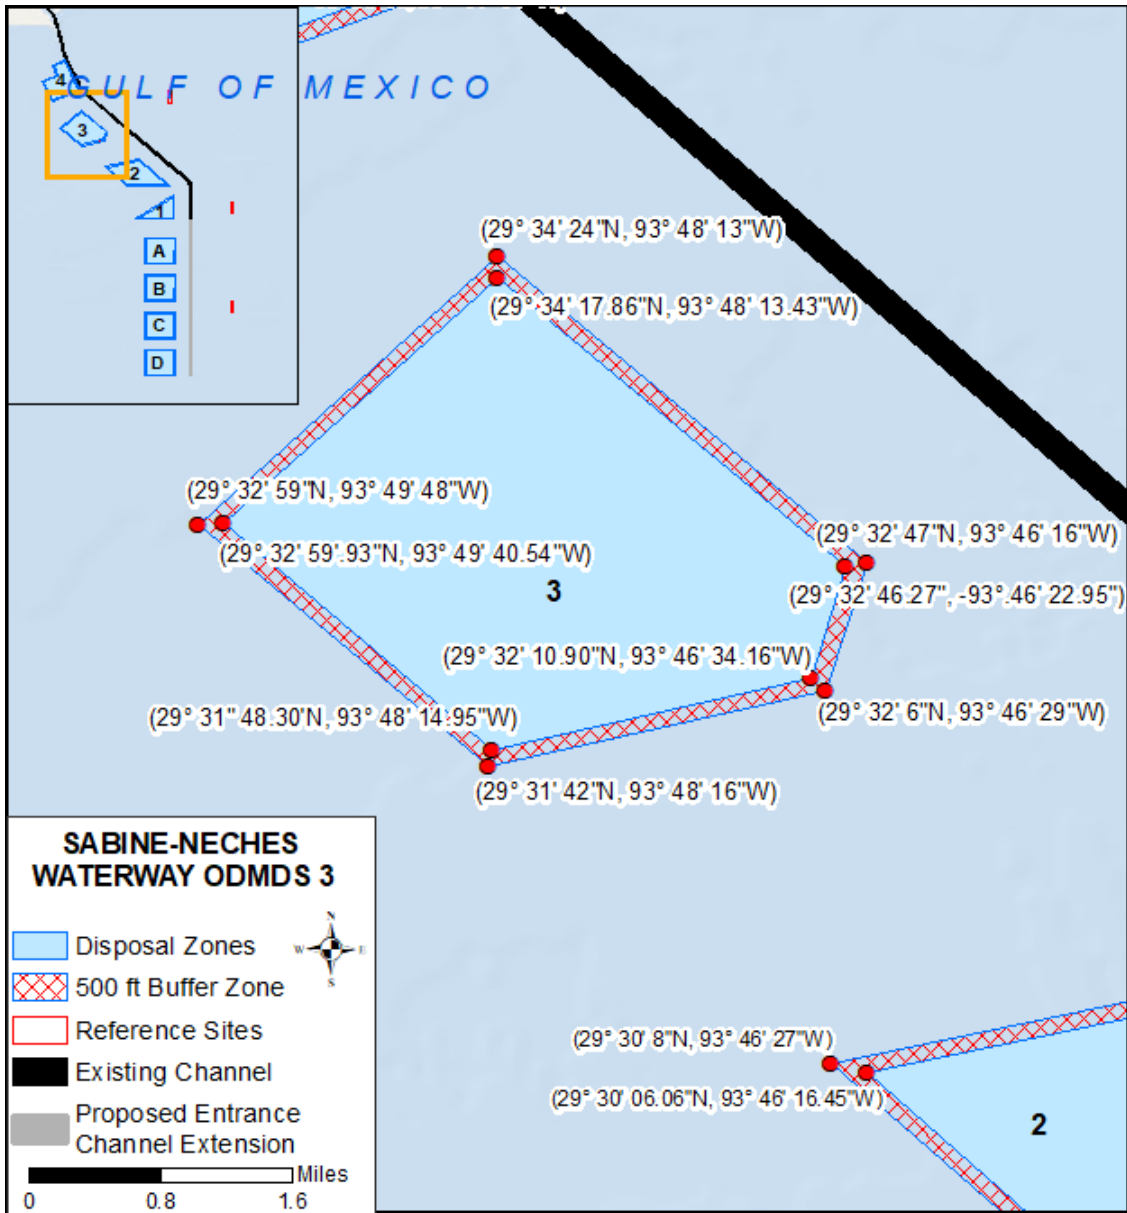 GULF OF MEXICO
4
3
2
1
A
B
C
D
(29° 34' 24"N, 93° 48' 13"W)
(29° 34' 17.86"N, 93° 48' 13.43"W)
(29° 32' 59"N, 93° 49' 48"W)
(29° 32' 59'.93"N, 93° 49' 40.54"W)
(29° 32' 47"N, 93° 46' 16"W)
3
(29° 32' 46.27", -93°.46' 22.95")
(29° 32' 10.90"N, 93° 46' 34.16"W)
(29° 31" 48.30'N, 93° 48' 14.95"W)
(29° 32' 6"N, 93° 46' 29"W)
(29° 31' 42"N, 93° 48' 16"W)
SABINE-NECHES
WATERWAY ODMDS 3
N
W E
S
Disposal Zones
500 ft Buffer Zone
Reference Sites
Existing Channel
Proposed Entrance
Channel Extension
Miles
0 0.8 1.6
(29° 30' 8"N, 93° 46' 27"W)
(29° 30' 06.06"N, 93° 46' 16.45"W)
2